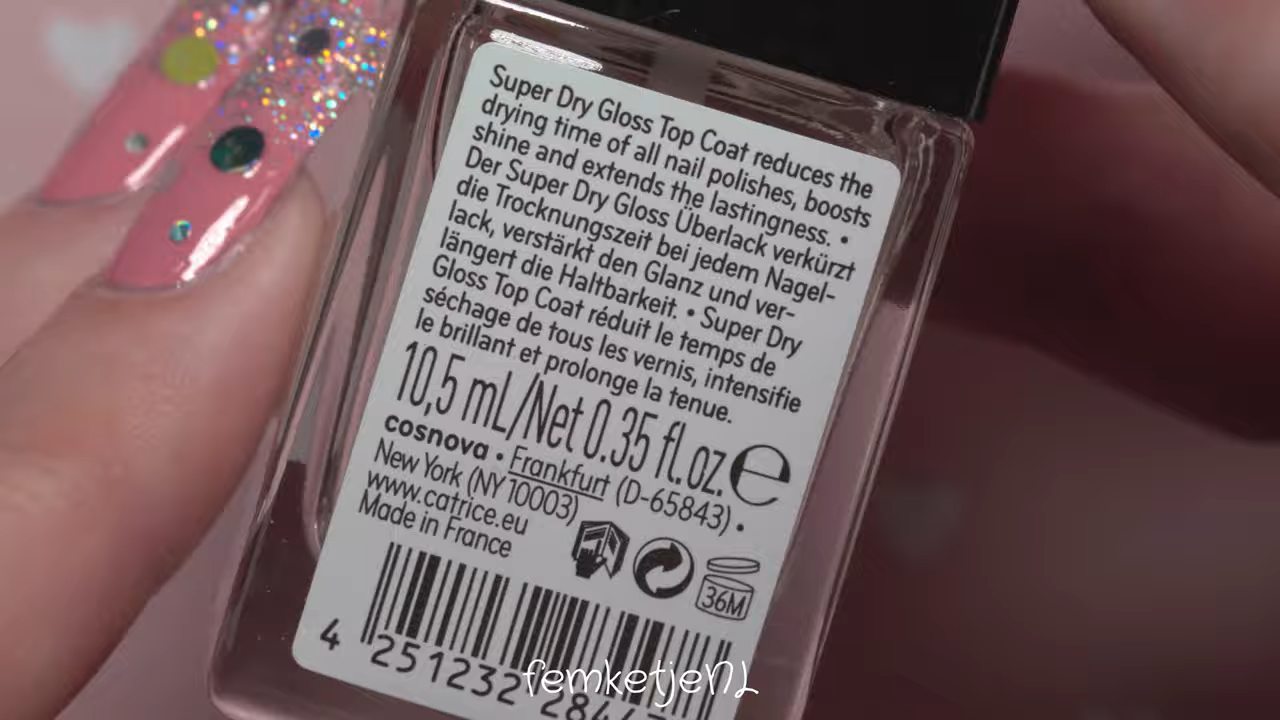 Super Dry Gloss Top Coat reduces the
drying time of all nail polishes, boosts
shine and extends the lastingness. •
Der Super Dry Gloss Überlack verkürzt
die Trocknungszeit bei jedem Nagel-
lack, verstärkt den Glanz und ver-
längert die Haltbarkeit. • Super Dry
Gloss Top Coat réduit le temps de
séchage de tous les vernis, intensifie
le brillant et prolonge la tenue.
10,5 mL/Net 0.35 fl.oz. e
cosnova • Frankfurt (D-65843) •
New York (NY 10003)
www.catrice.eu
Made in France
36M
4 251232
femketjeNL